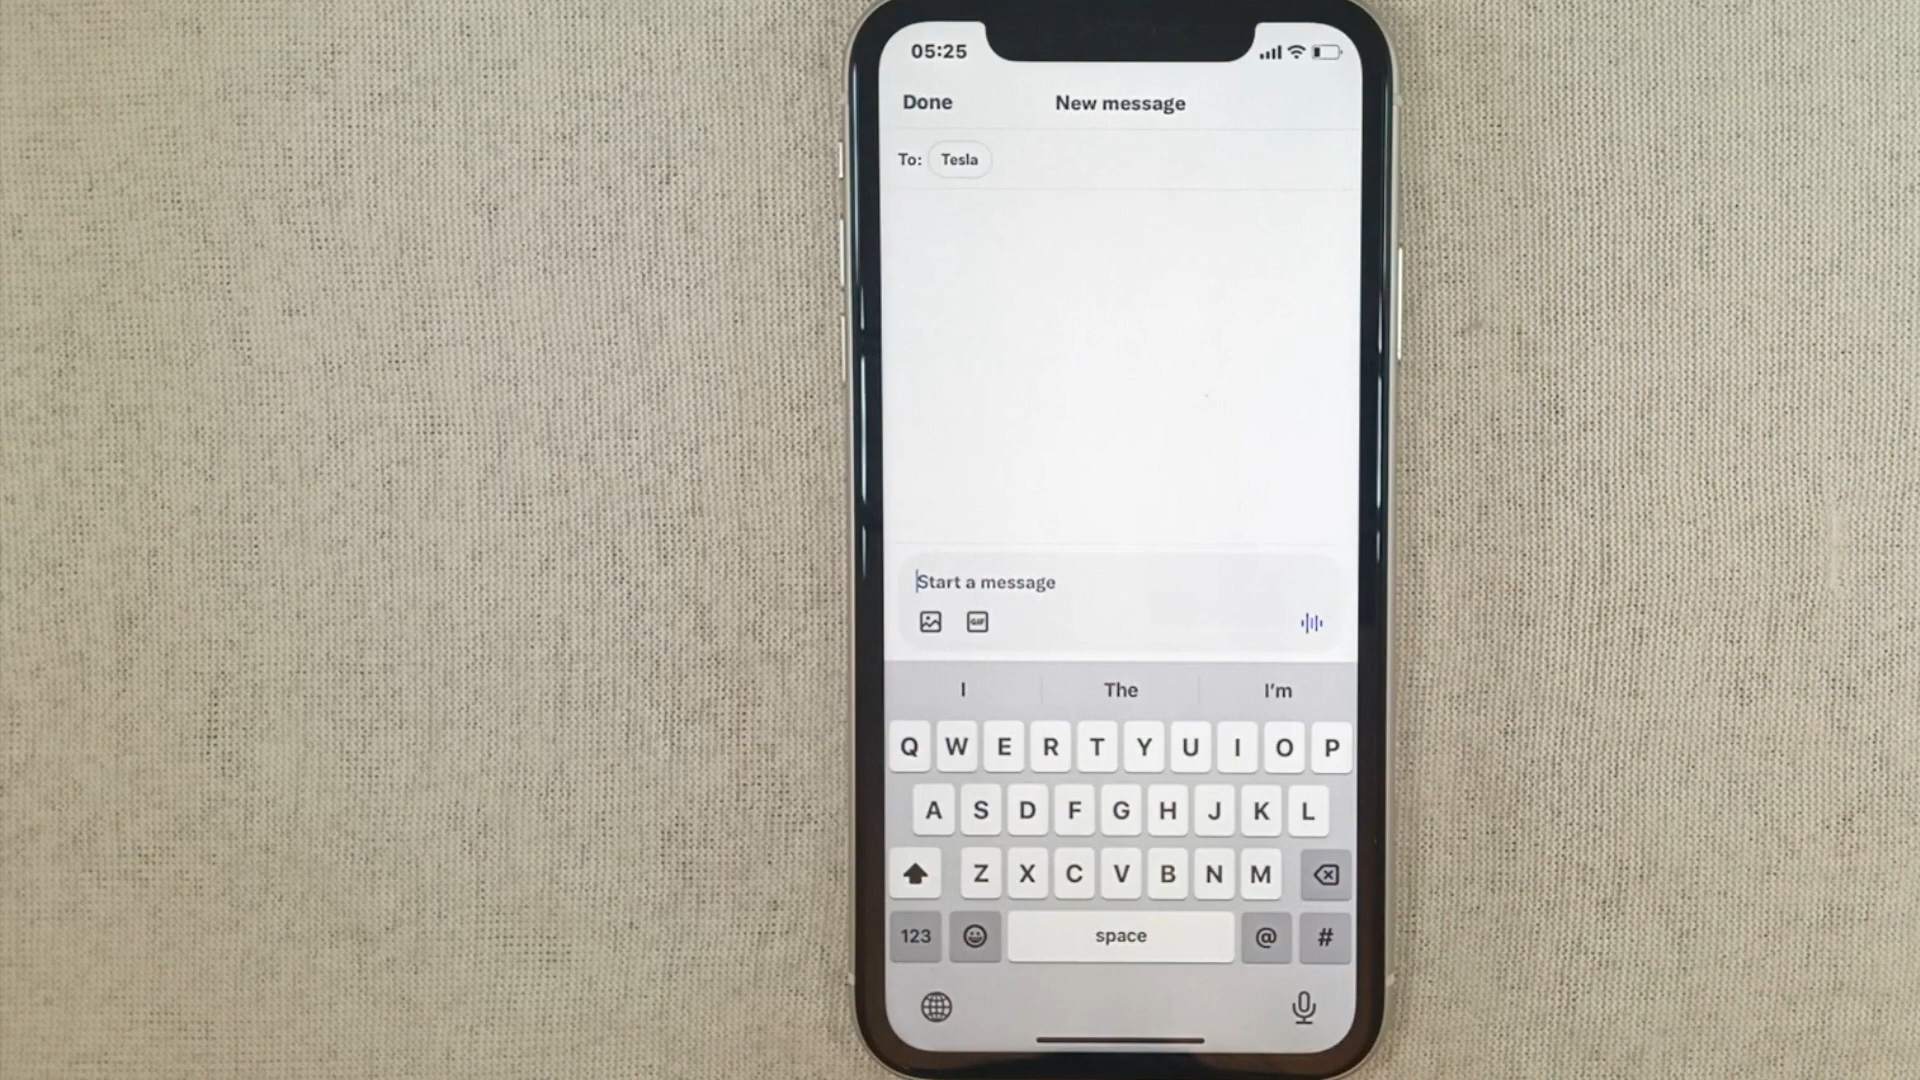 05:25
Done New message
To: Tesla
Start a message
GIF
I The I'm
Q W E R T Y U I O P
A S D F G H J K L
Z X C V B N M
123 space @ #